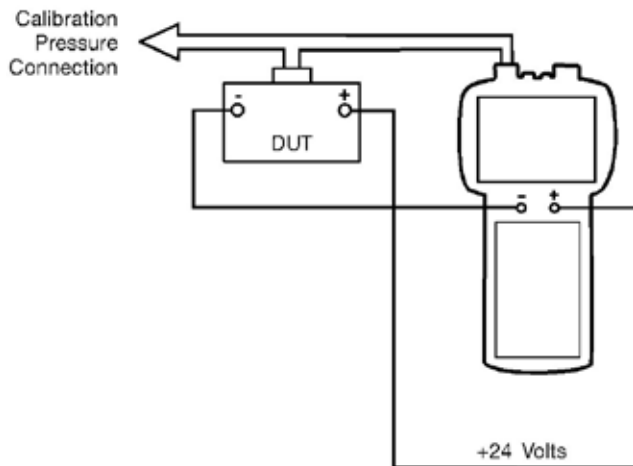 Calibration
Pressure
Connection
- +
DUT
- +
+24 Volts